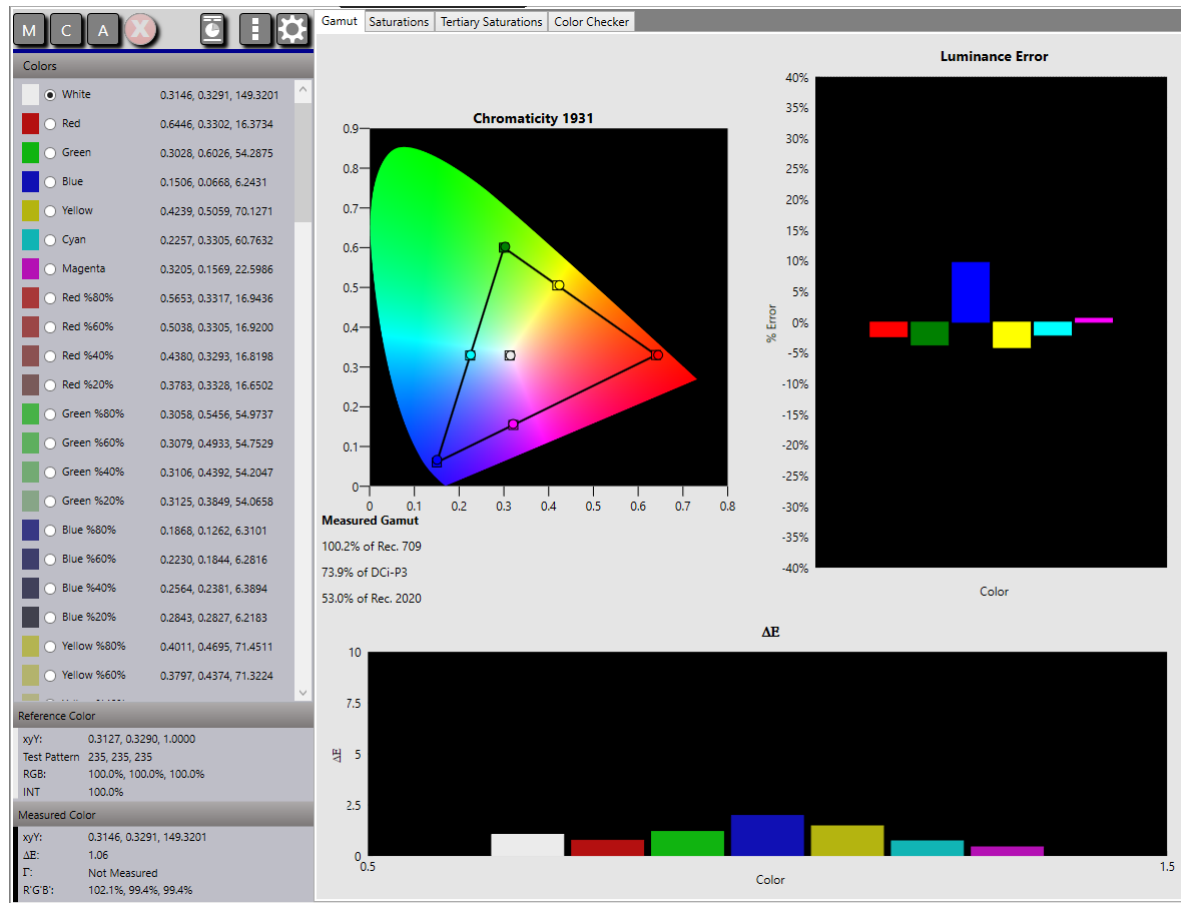 M C A X
Gamut Saturations Tertiary Saturations Color Checker
Colors
White 0.3146, 0.3291, 149.3201
Red 0.6446, 0.3302, 16.3734
Green 0.3028, 0.6026, 54.2875
Blue 0.1506, 0.0668, 6.2431
Yellow 0.4239, 0.5059, 70.1271
Cyan 0.2257, 0.3305, 60.7632
Magenta 0.3205, 0.1569, 22.5986
Red %80% 0.5653, 0.3317, 16.9436
Red %60% 0.5038, 0.3305, 16.9200
Red %40% 0.4380, 0.3293, 16.8198
Red %20% 0.3783, 0.3328, 16.6502
Green %80% 0.3058, 0.5456, 54.9737
Green %60% 0.3079, 0.4933, 54.7529
Green %40% 0.3106, 0.4392, 54.2047
Green %20% 0.3125, 0.3849, 54.0658
Blue %80% 0.1868, 0.1262, 6.3101
Blue %60% 0.2230, 0.1844, 6.2816
Blue %40% 0.2564, 0.2381, 6.3894
Blue %20% 0.2843, 0.2827, 6.2183
Yellow %80% 0.4011, 0.4695, 71.4511
Yellow %60% 0.3797, 0.4374, 71.3224
Reference Color
xyY: 0.3127, 0.3290, 1.0000
Test Pattern 235, 235, 235
RGB: 100.0%, 100.0%, 100.0%
INT 100.0%
Measured Color
xyY: 0.3146, 0.3291, 149.3201
ΔE: 1.06
Γ: Not Measured
R'G'B': 102.1%, 99.4%, 99.4%
Chromaticity 1931
0.9
0.8
0.7
0.6
0.5
0.4
0.3
0.2
0.1
0
0 0.1 0.2 0.3 0.4 0.5 0.6 0.7 0.8
Measured Gamut
100.2% of Rec. 709
73.9% of DCi-P3
53.0% of Rec. 2020
Luminance Error
40%
35%
30%
25%
20%
15%
10%
5%
0%
-5%
-10%
-15%
-20%
-25%
-30%
-35%
-40%
% Error
Color
ΔE
10
7.5
5
2.5
0
ΔE
0.5 1.5
Color